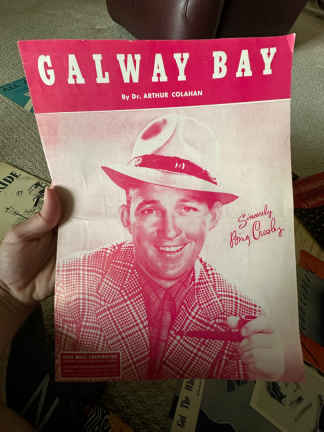 GALWAY BAY
By Dr. ARTHUR COLAHAN
Sincerely
Bing Crosby